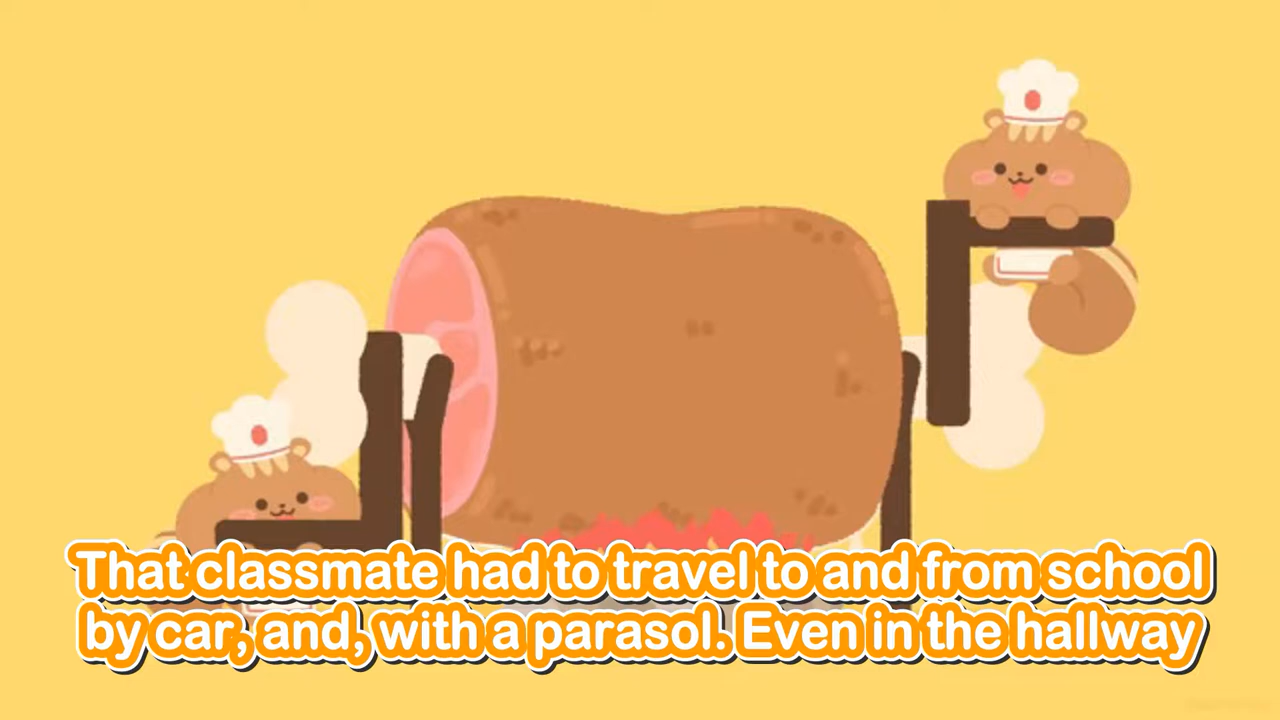 That classmate had to travel to and from school
by car, and, with a parasol. Even in the hallway